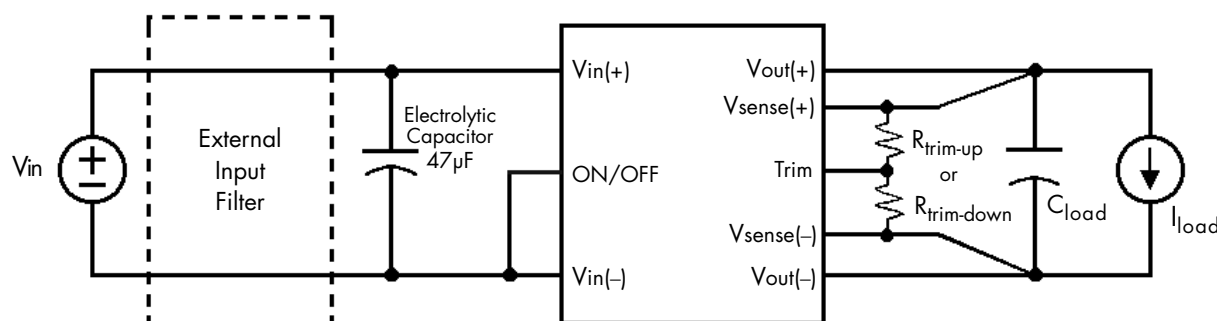 Vin
External
Input
Filter
Electrolytic
Capacitor
47µF
Vin(+)
ON/OFF
Vin(–)
Vout(+)
Vsense(+)
Trim
Vsense(–)
Vout(–)
Rtrim-up
or
Rtrim-down
Cload
Iload